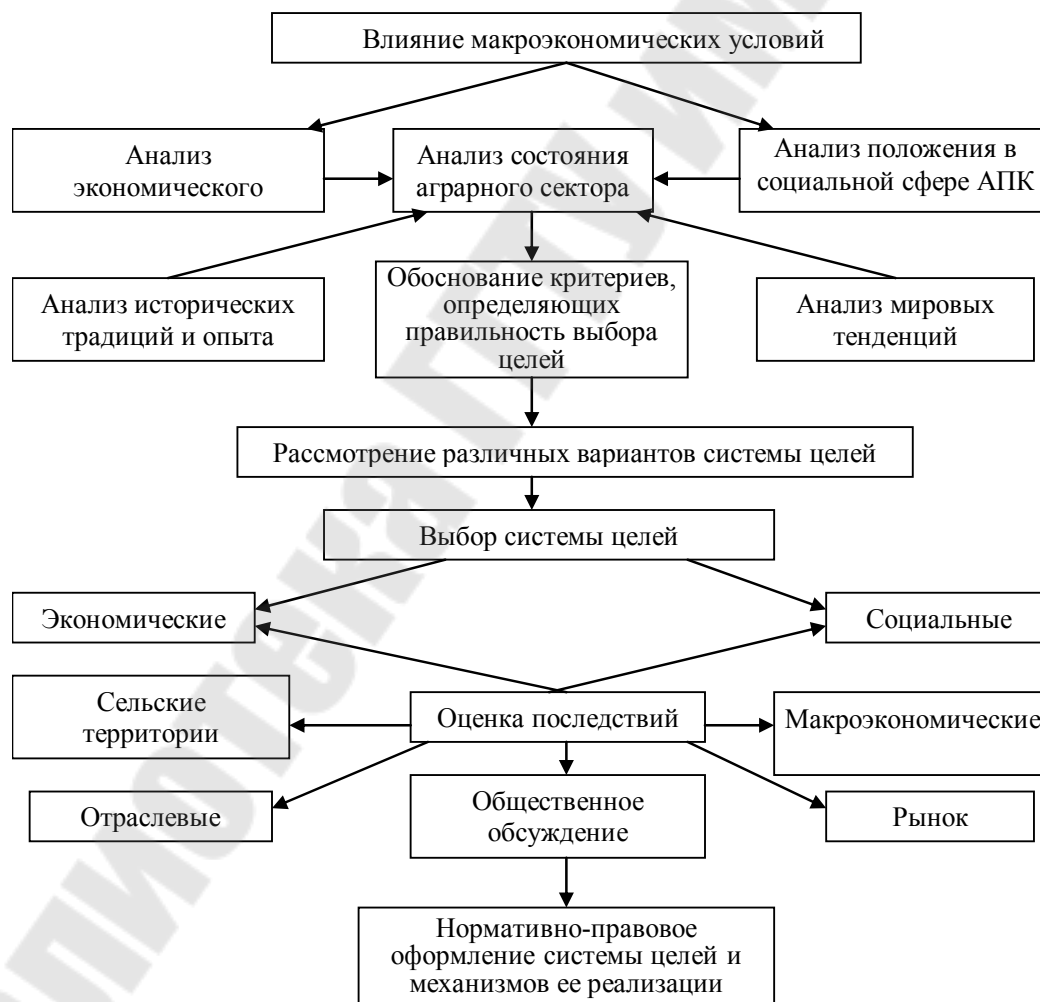 Влияние макроэкономических условий
Анализ
экономического
Анализ состояния
аграрного сектора
Анализ положения в
социальной сфере АПК
Анализ исторических
традиций и опыта
Обоснование критериев,
определяющих
правильность выбора
целей
Анализ мировых
тенденций
Рассмотрение различных вариантов системы целей
Выбор системы целей
Экономические
Социальные
Сельские
территории
Оценка последствий
Макроэкономические
Отраслевые
Общественное
обсуждение
Рынок
Нормативно-правовое
оформление системы целей и
механизмов ее реализации